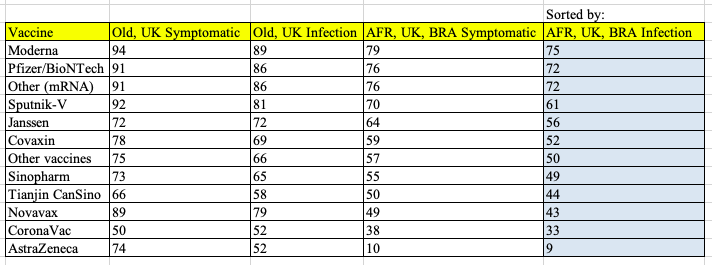 Sorted by:
Vaccine Old, UK Symptomatic Old, UK Infection AFR, UK, BRA Symptomatic AFR, UK, BRA Infection
Moderna 94 89 79 75
Pfizer/BioNTech 91 86 76 72
Other (mRNA) 91 86 76 72
Sputnik-V 92 81 70 61
Janssen 72 72 64 56
Covaxin 78 69 59 52
Other vaccines 75 66 57 50
Sinopharm 73 65 55 49
Tianjin CanSino 66 58 50 44
Novavax 89 79 49 43
CoronaVac 50 52 38 33
AstraZeneca 74 52 10 9